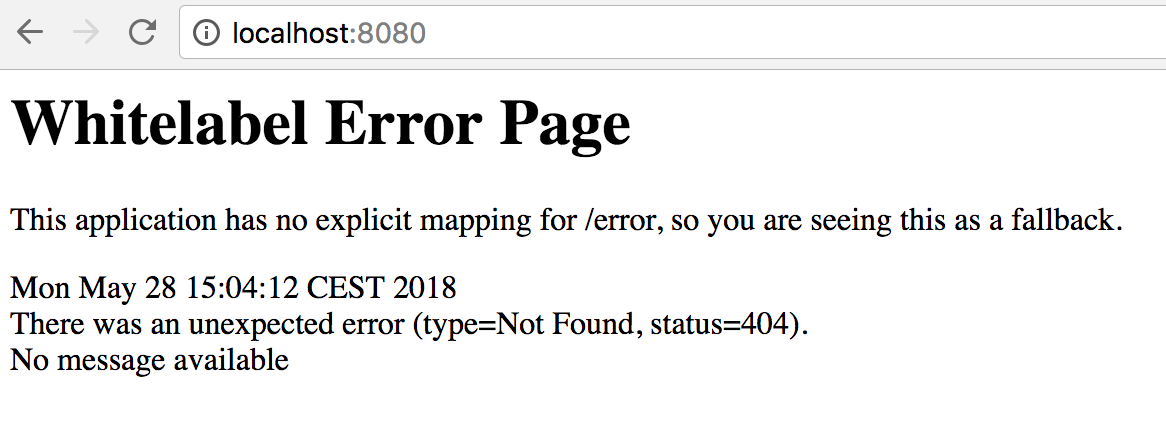 localhost:8080
Whitelabel Error Page
This application has no explicit mapping for /error, so you are seeing this as a fallback.
Mon May 28 15:04:12 CEST 2018
There was an unexpected error (type=Not Found, status=404).
No message available